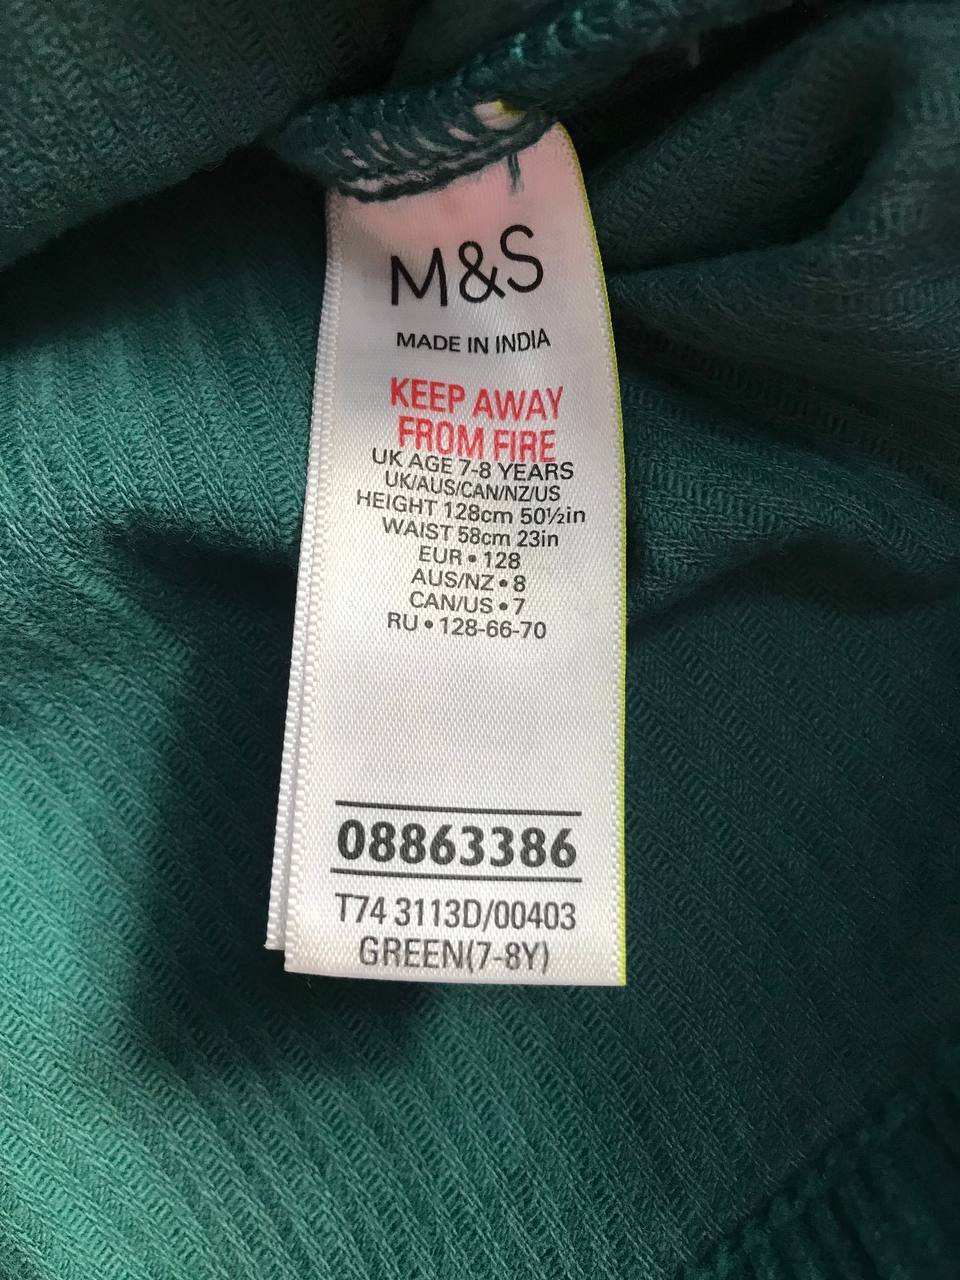 M&S
MADE IN INDIA
KEEP AWAY
FROM FIRE
UK AGE 7-8 YEARS
UK/AUS/CAN/NZ/US
HEIGHT 128cm 50½in
WAIST 58cm 23in
EUR • 128
AUS/NZ • 8
CAN/US • 7
RU • 128-66-70
08863386
T74 3113D/00403
GREEN(7-8Y)